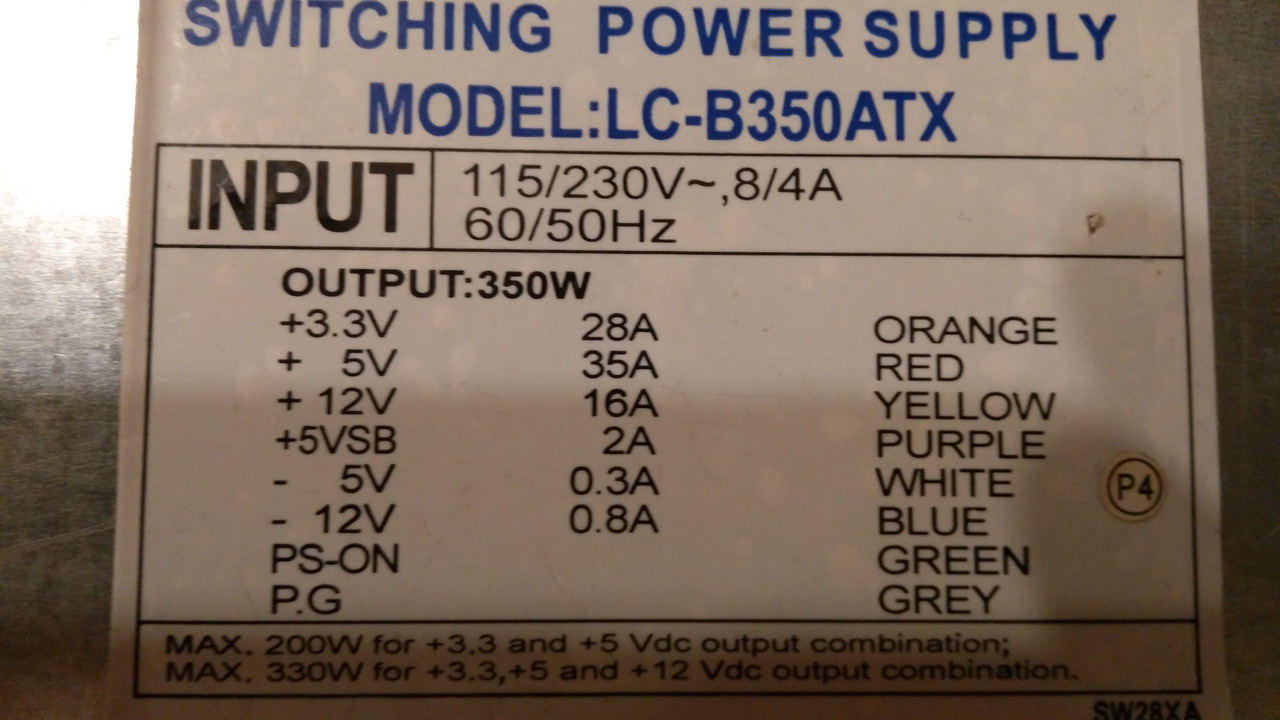 SWITCHING POWER SUPPLY
MODEL:LC-B350ATX
INPUT 115/230V~,8/4A
60/50Hz
OUTPUT:350W
+3.3V 28A ORANGE
+ 5V 35A RED
+ 12V 16A YELLOW
+5VSB 2A PURPLE
- 5V 0.3A WHITE
P4
- 12V 0.8A BLUE
PS-ON GREEN
P.G GREY
MAX. 200W for +3.3 and +5 Vdc output combination;
MAX. 330W for +3.3,+5 and +12 Vdc output combination.
SW28XA